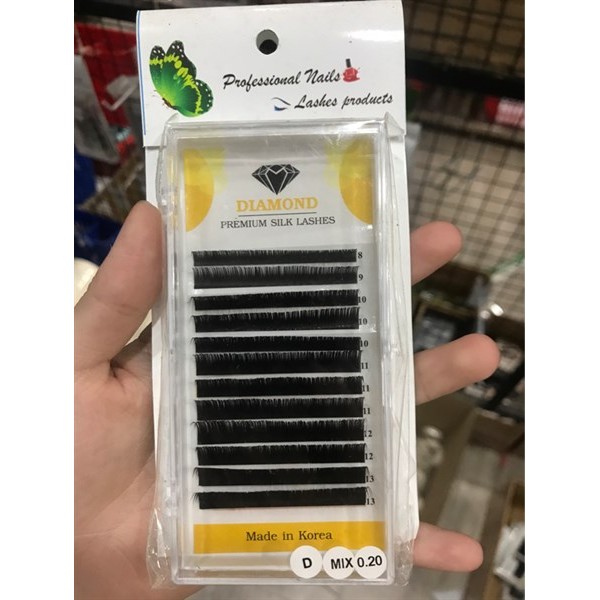 Professional Nails
Lashes products
DIAMOND
PREMIUM SILK LASHES
8
9
10
10
10
11
11
11
12
12
13
13
Made in Korea
D MIX 0.20